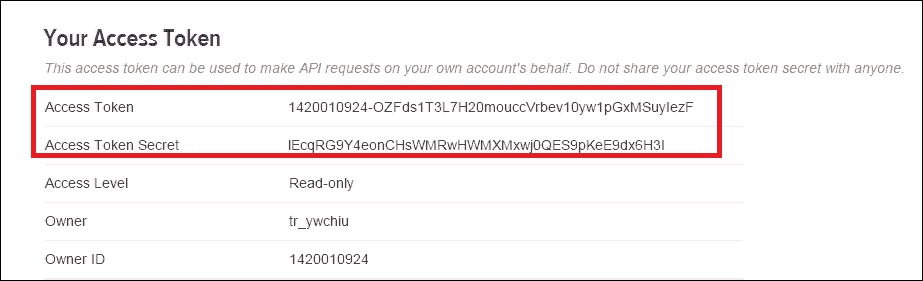 Your Access Token
This access token can be used to make API requests on your own account's behalf. Do not share your access token secret with anyone.
Access Token 1420010924-OZFds1T3L7H20mouccVrbev10yw1pGxMSuyIezF
Access Token Secret IEcqRG9Y4eonCHsWMRwHWMXMxwj0QES9pKeE9dx6H3I
Access Level Read-only
Owner tr_ywchiu
Owner ID 1420010924